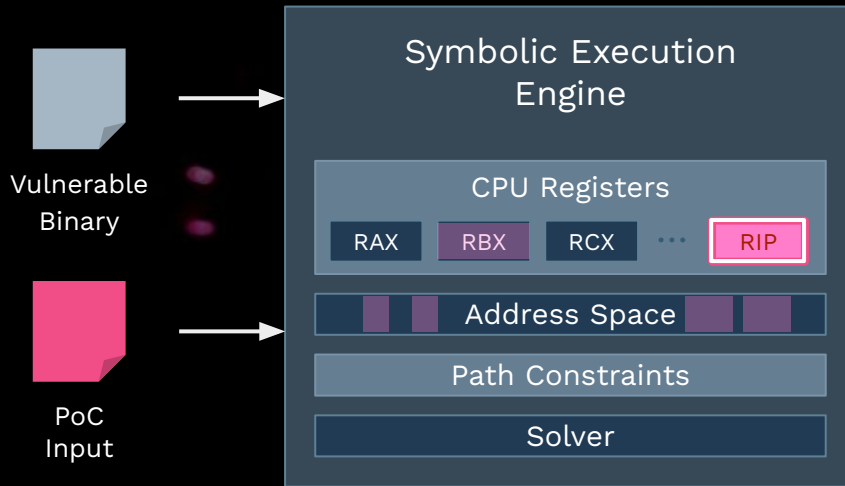 Symbolic Execution
Engine
Vulnerable
Binary
CPU Registers
RAX RBX RCX ... RIP
Address Space
Path Constraints
PoC
Input
Solver